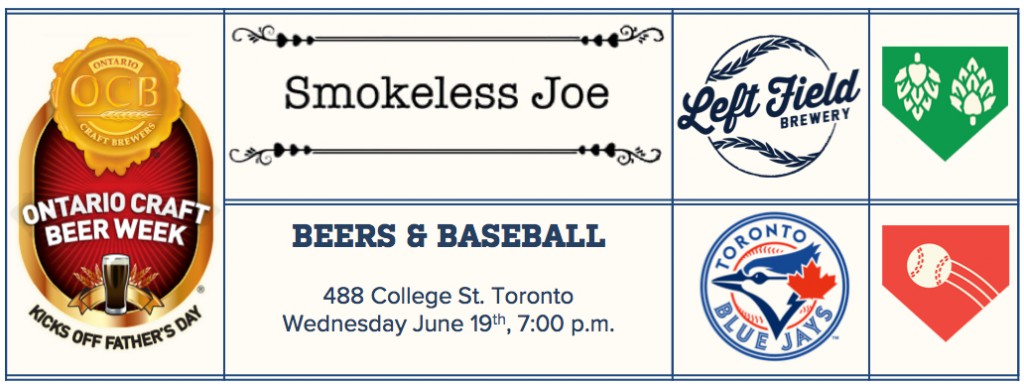 ONTARIO
OCB
CRAFT BREWERS
ONTARIO CRAFT
BEER WEEK
®
KICKS OFF FATHER'S DAY
Smokeless Joe
BEERS & BASEBALL
488 College St. Toronto
Wednesday June 19th, 7:00 p.m.
Left Field
BREWERY
TORONTO
BLUE JAYS
™